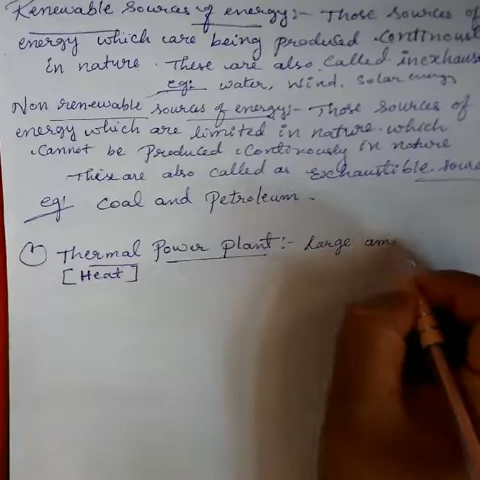 Renewable Sources of energy:- Those Sources of
energy which are being produced continous
in nature. These are also called inexhaus
eg:- water, wind, solar energy
Non renewable sources of energy:- Those sources of
energy which are limited in nature. which
cannot be produced continously in nature
These are also called as Exhaustible sour
eg:- Coal and Petroleum.
① Thermal Power plant:- Large am
[Heat]